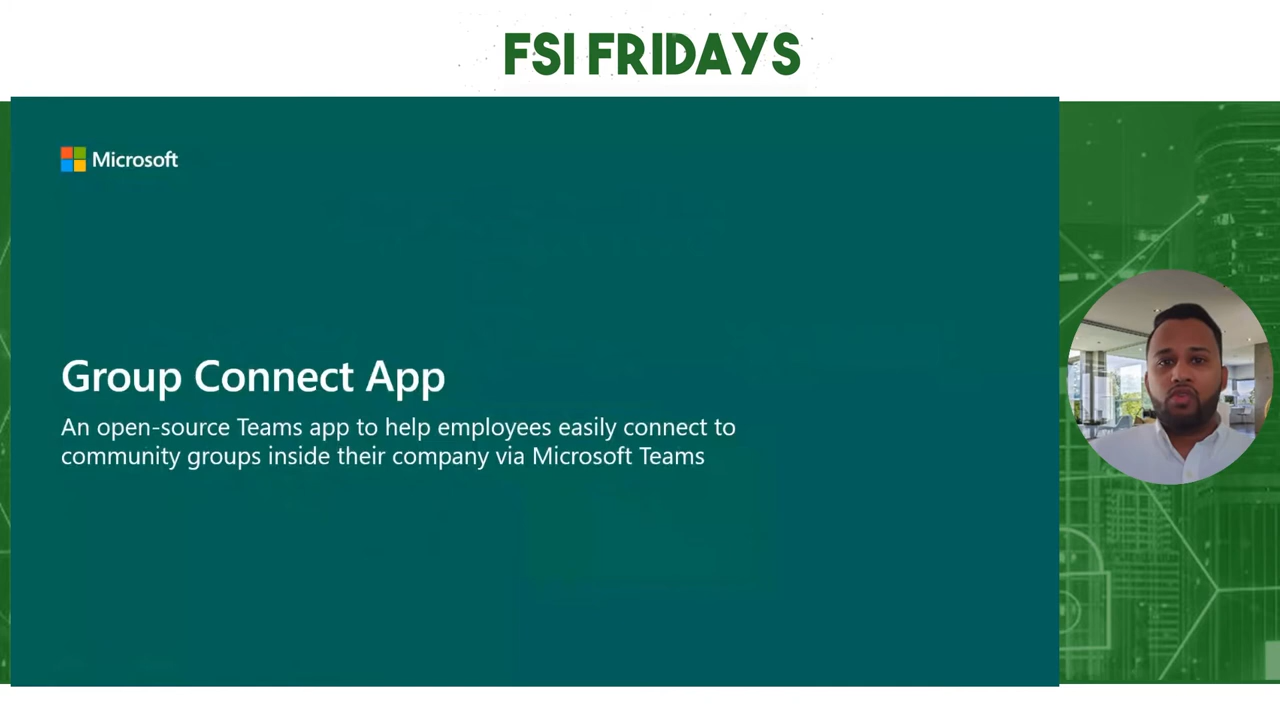 FSI FRIDAYS
Microsoft
Group Connect App
An open-source Teams app to help employees easily connect to
community groups inside their company via Microsoft Teams